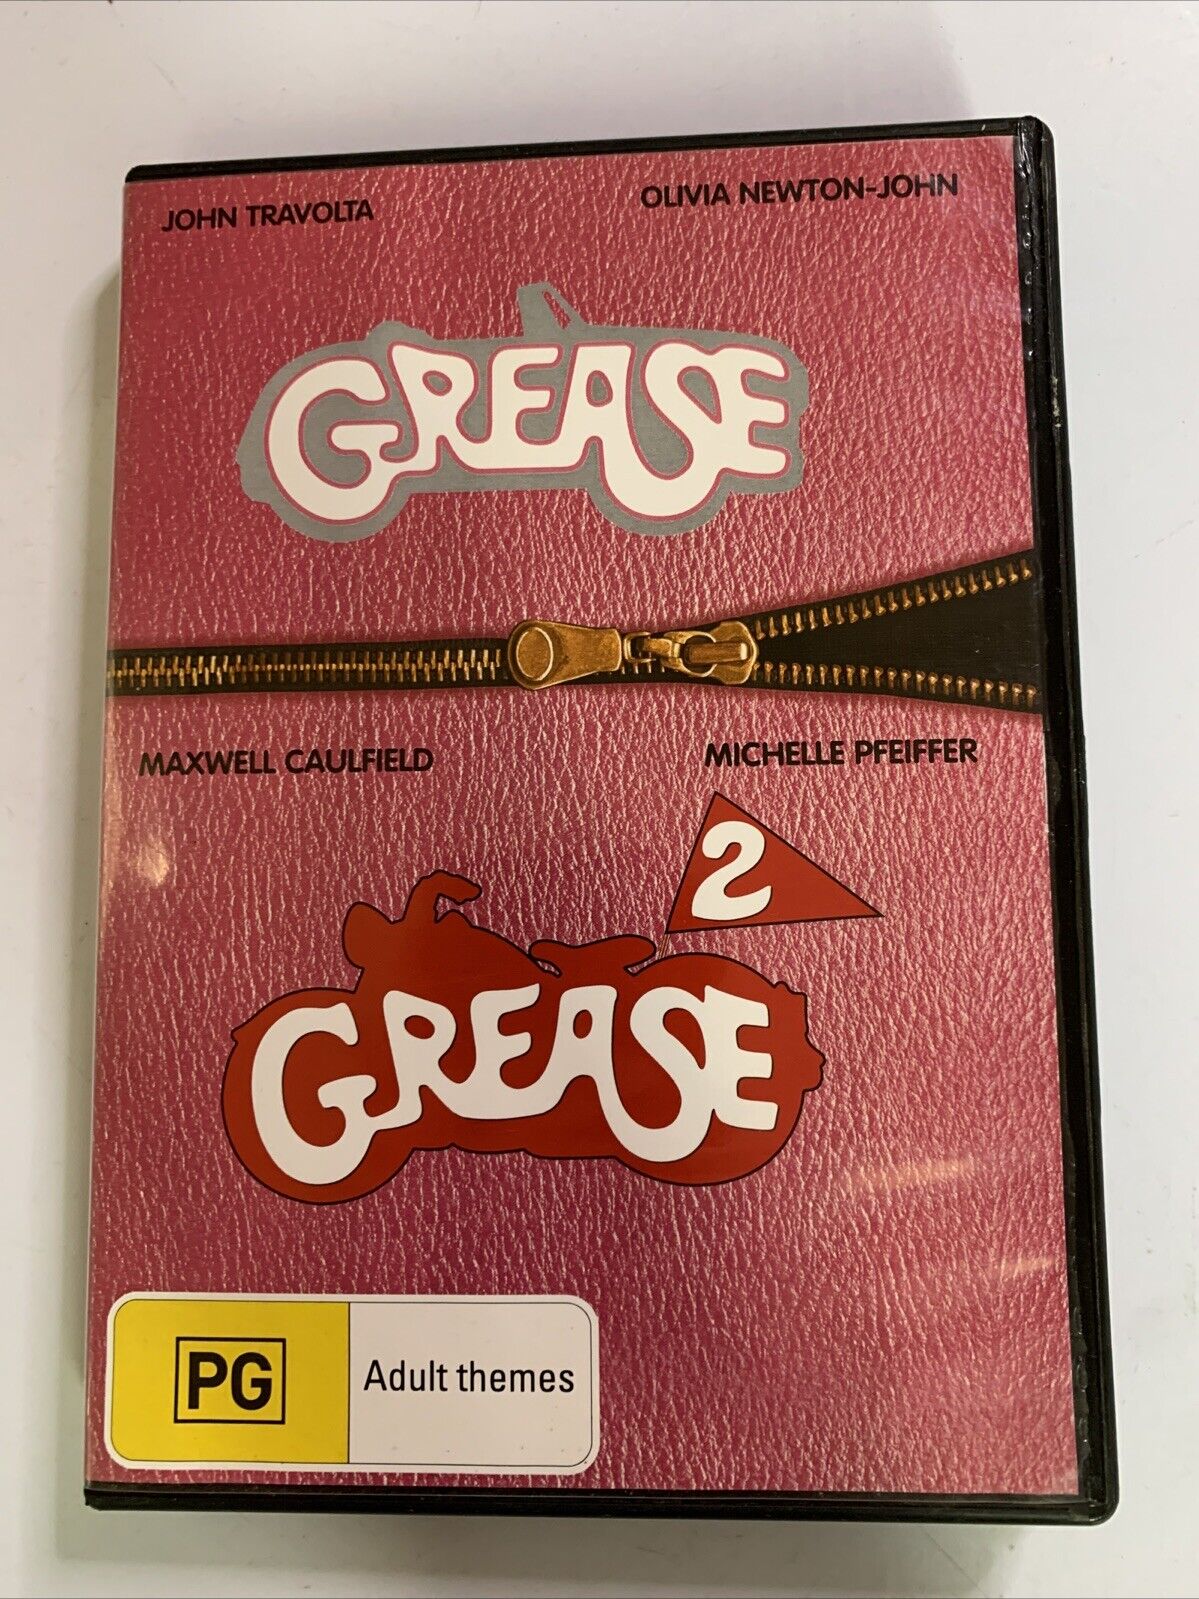 JOHN TRAVOLTA OLIVIA NEWTON-JOHN
GREASE
MAXWELL CAULFIELD MICHELLE PFEIFFER
2
GREASE
PG Adult themes